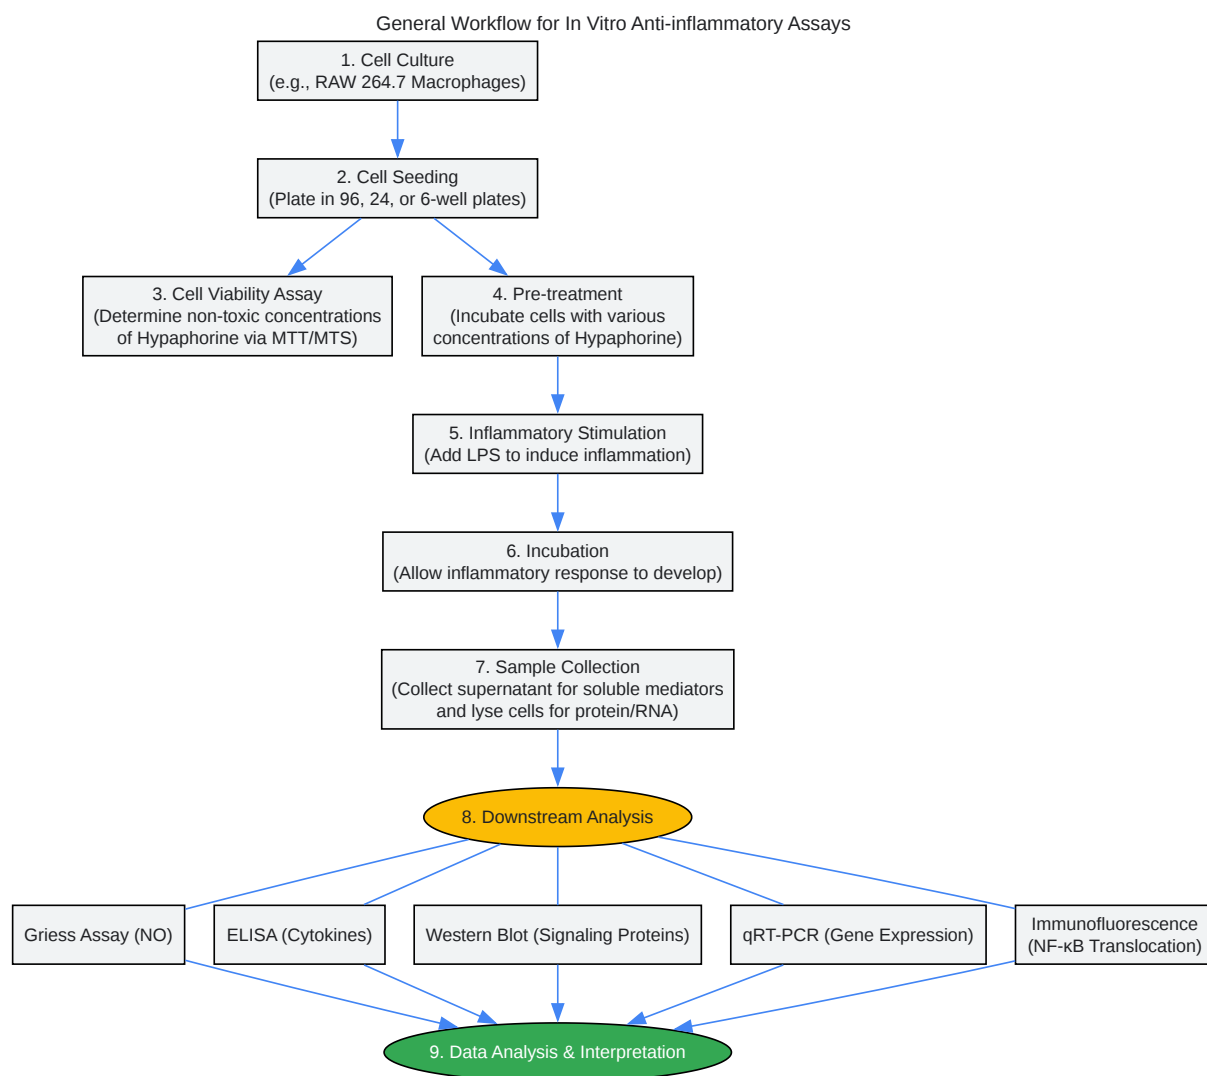 General Workflow for In Vitro Anti-inflammatory Assays
1. Cell Culture
(e.g., RAW 264.7 Macrophages)
2. Cell Seeding
(Plate in 96, 24, or 6-well plates)
3. Cell Viability Assay
(Determine non-toxic concentrations
of Hypaphorine via MTT/MTS)
4. Pre-treatment
(Incubate cells with various
concentrations of Hypaphorine)
5. Inflammatory Stimulation
(Add LPS to induce inflammation)
6. Incubation
(Allow inflammatory response to develop)
7. Sample Collection
(Collect supernatant for soluble mediators
and lyse cells for protein/RNA)
8. Downstream Analysis
Griess Assay (NO)
ELISA (Cytokines)
Western Blot (Signaling Proteins)
qRT-PCR (Gene Expression)
Immunofluorescence
(NF-κB Translocation)
9. Data Analysis & Interpretation